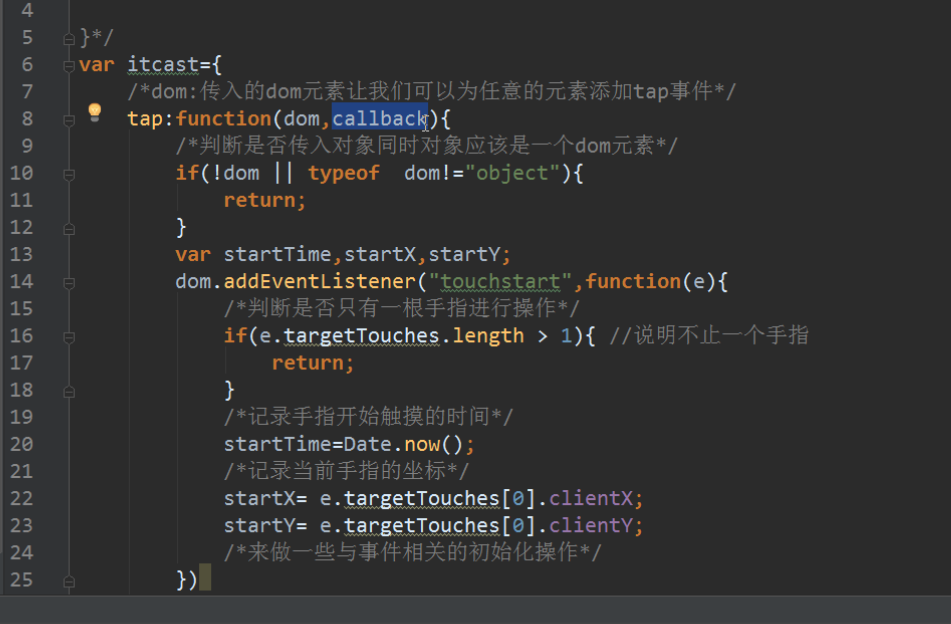 4
5 }*/
6 var itcast={
7 /*dom:传入的dom元素让我们可以为任意的元素添加tap事件*/
8 tap:function(dom,callback){
9 /*判断是否传入对象同时对象应该是一个dom元素*/
10 if(!dom || typeof  dom!="object"){
11 return;
12 }
13 var startTime,startX,startY;
14 dom.addEventListener("touchstart",function(e){
15 /*判断是否只有一根手指进行操作*/
16 if(e.targetTouches.length > 1){ //说明不止一个手指
17 return;
18 }
19 /*记录手指开始触摸的时间*/
20 startTime=Date.now();
21 /*记录当前手指的坐标*/
22 startX= e.targetTouches[0].clientX;
23 startY= e.targetTouches[0].clientY;
24 /*来做一些与事件相关的初始化操作*/
25 })